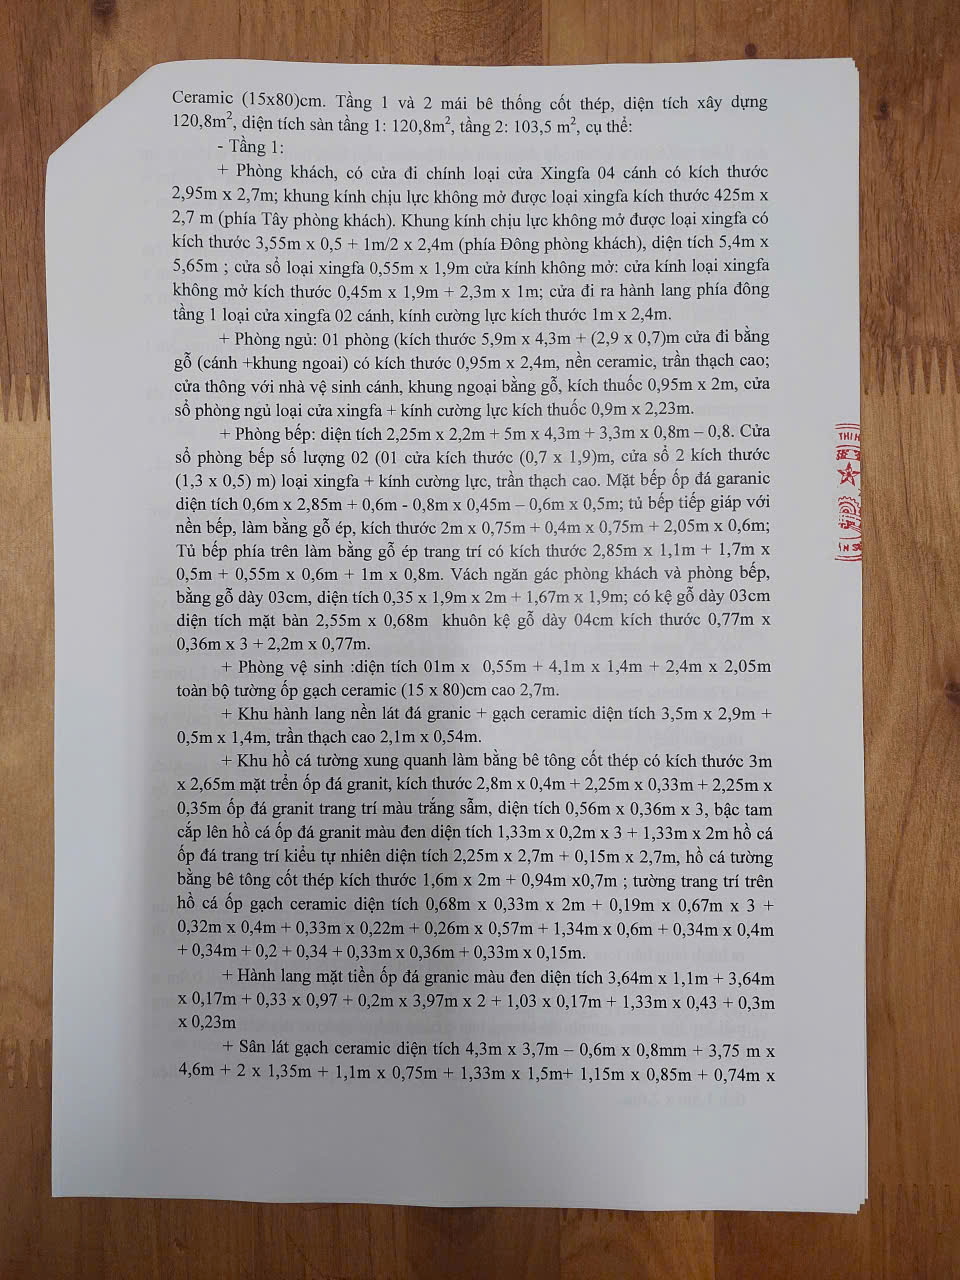 Ceramic (15x80)cm. Tầng 1 và 2 mái bê thống cốt thép, diện tích xây dựng
120,8m², diện tích sàn tầng 1: 120,8m², tầng 2: 103,5 m², cụ thể:
- Tầng 1:
+ Phòng khách, có cửa đi chính loại cửa Xingfa 04 cánh có kích thước
2,95m x 2,7m; khung kính chịu lực không mở được loại xingfa kích thước 425m x
2,7 m (phía Tây phòng khách). Khung kính chịu lực không mở được loại xingfa có
kích thước 3,55m x 0,5 + 1m/2 x 2,4m (phía Đông phòng khách), diện tích 5,4m x
5,65m ; cửa sổ loại xingfa 0,55m x 1,9m cửa kính không mở: cửa kính loại xingfa
không mở kích thước 0,45m x 1,9m + 2,3m x 1m; cửa đi ra hành lang phía đông
tầng 1 loại cửa xingfa 02 cánh, kính cường lực kích thước 1m x 2,4m.
+ Phòng ngủ: 01 phòng (kích thước 5,9m x 4,3m + (2,9 x 0,7)m cửa đi bằng
gỗ (cánh +khung ngoai) có kích thước 0,95m x 2,4m, nền ceramic, trần thạch cao;
cửa thông với nhà vệ sinh cánh, khung ngoại bằng gỗ, kích thuốc 0,95m x 2m, cửa
sổ phòng ngủ loại cửa xingfa + kính cường lực kích thuốc 0,9m x 2,23m.
+ Phòng bếp: diện tích 2,25m x 2,2m + 5m x 4,3m + 3,3m x 0,8m – 0,8. Cửa
sổ phòng bếp số lượng 02 (01 cửa kích thước (0,7 x 1,9)m, cửa sổ 2 kích thước
(1,3 x 0,5) m) loại xingfa + kính cường lực, trần thạch cao. Mặt bếp ốp đá garanic
diện tích 0,6m x 2,85m + 0,6m - 0,8m x 0,45m – 0,6m x 0,5m; tủ bếp tiếp giáp với
nền bếp, làm bằng gỗ ép, kích thước 2m x 0,75m + 0,4m x 0,75m + 2,05m x 0,6m;
Tủ bếp phía trên làm bằng gỗ ép trang trí có kích thước 2,85m x 1,1m + 1,7m x
0,5m + 0,55m x 0,6m + 1m x 0,8m. Vách ngăn gác phòng khách và phòng bếp,
bằng gỗ dày 03cm, diện tích 0,35 x 1,9m x 2m + 1,67m x 1,9m; có kệ gỗ dày 03cm
diện tích mặt bàn 2,55m x 0,68m khuôn kệ gỗ dày 04cm kích thước 0,77m x
0,36m x 3 + 2,2m x 0,77m.
+ Phòng vệ sinh :diện tích 01m x 0,55m + 4,1m x 1,4m + 2,4m x 2,05m
toàn bộ tường ốp gạch ceramic (15 x 80)cm cao 2,7m.
+ Khu hành lang nền lát đá granic + gạch ceramic diện tích 3,5m x 2,9m +
0,5m x 1,4m, trần thạch cao 2,1m x 0,54m.
+ Khu hồ cá tường xung quanh làm bằng bê tông cốt thép có kích thước 3m
x 2,65m mặt trển ốp đá granit, kích thước 2,8m x 0,4m + 2,25m x 0,33m + 2,25m x
0,35m ốp đá granit trang trí màu trắng sẫm, diện tích 0,56m x 0,36m x 3, bậc tam
cắp lên hồ cá ốp đá granit màu đen diện tích 1,33m x 0,2m x 3 + 1,33m x 2m hồ cá
ốp đá trang trí kiểu tự nhiên diện tích 2,25m x 2,7m + 0,15m x 2,7m, hồ cá tường
bằng bê tông cốt thép kích thước 1,6m x 2m + 0,94m x0,7m ; tường trang trí trên
hồ cá ốp gạch ceramic diện tích 0,68m x 0,33m x 2m + 0,19m x 0,67m x 3 +
0,32m x 0,4m + 0,33m x 0,22m + 0,26m x 0,57m + 1,34m x 0,6m + 0,34m x 0,4m
+ 0,34m + 0,2 + 0,34 + 0,33m x 0,36m + 0,33m x 0,15m.
+ Hành lang mặt tiền ốp đá granic màu đen diện tích 3,64m x 1,1m + 3,64m
x 0,17m + 0,33 x 0,97 + 0,2m x 3,97m x 2 + 1,03 x 0,17m + 1,33m x 0,43 + 0,3m
x 0,23m
+ Sân lát gạch ceramic diện tích 4,3m x 3,7m – 0,6m x 0,8mm + 3,75 m x
4,6m + 2 x 1,35m + 1,1m x 0,75m + 1,33m x 1,5m+ 1,15m x 0,85m + 0,74m x